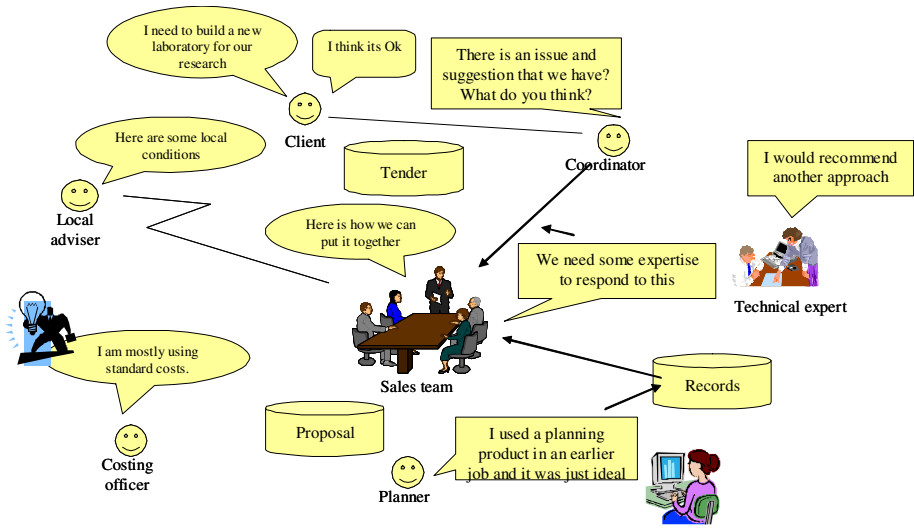 I need to build a new
laboratory for our
research
I think its Ok
There is an issue and
suggestion that we have?
What do you think?
Client
Here are some local
conditions
Coordinator
Tender
I would recommend
another approach
Local
adviser
Here is how we can
put it together
We need some expertise
to respond to this
Technical expert
I am mostly using
standard costs.
Sales team
Records
Proposal
I used a planning
product in an earlier
job and it was just ideal
Costing
officer
Planner